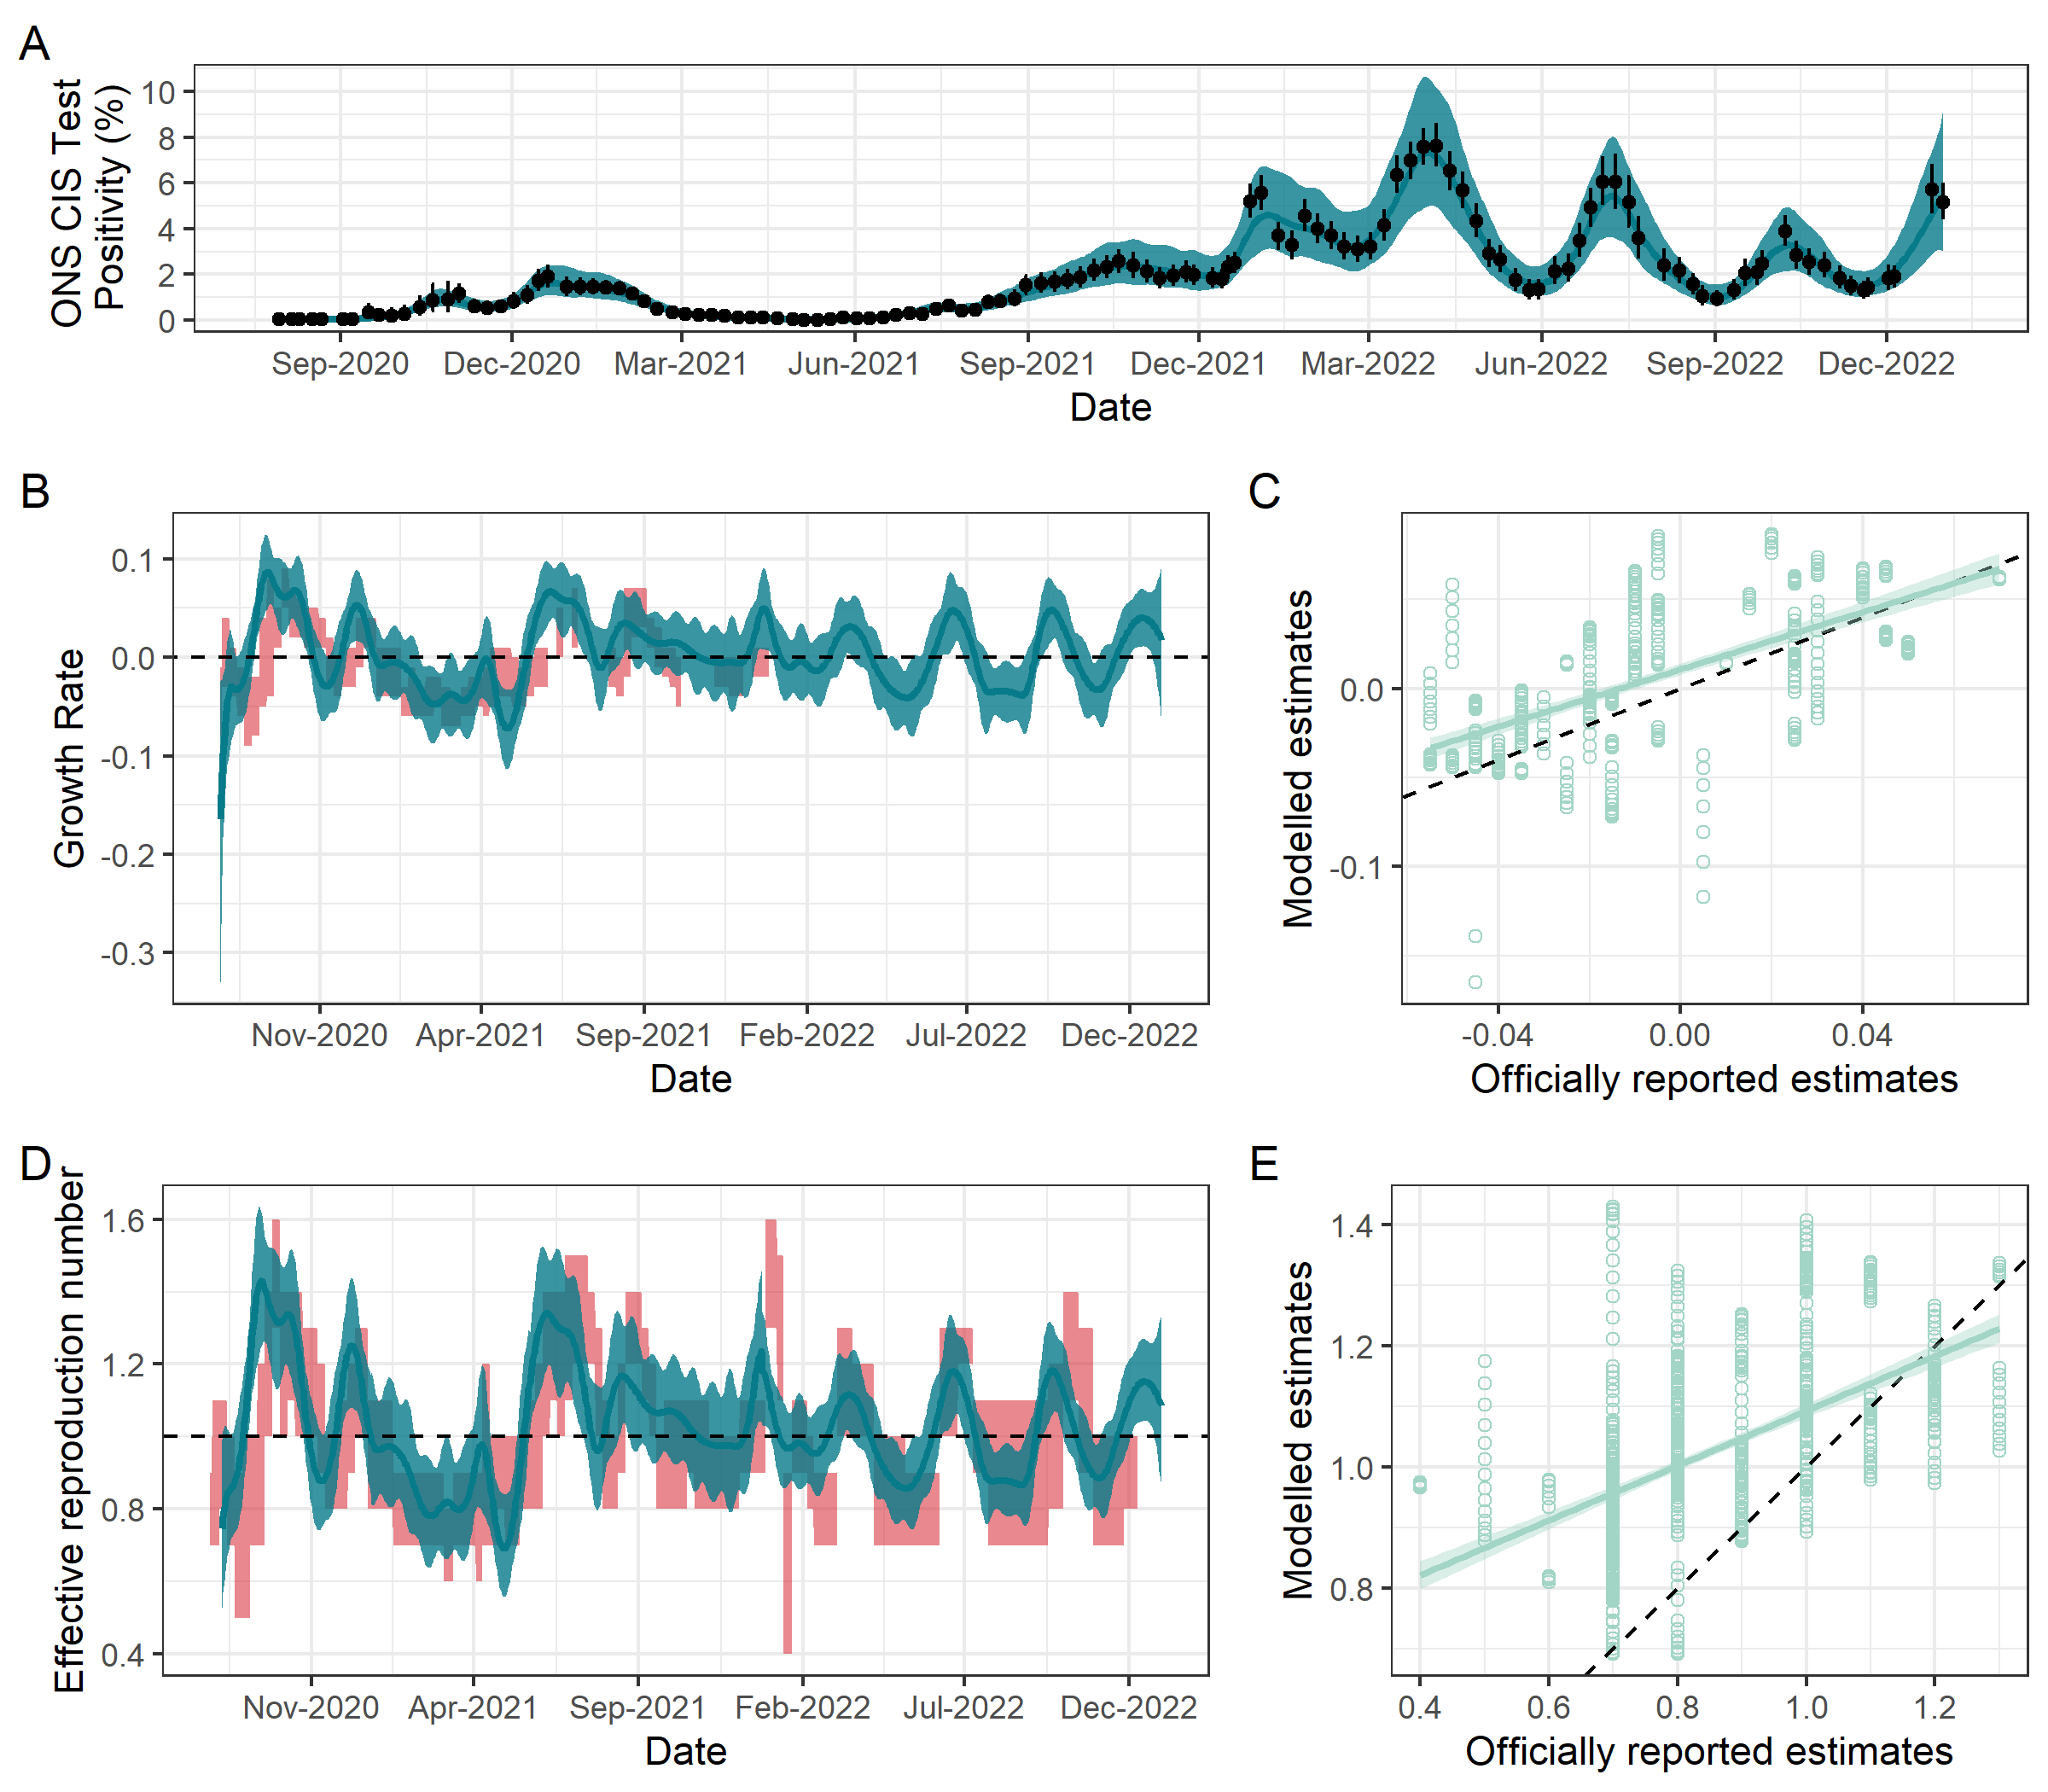 A
ONS CIS Test
Positivity (%)
10
8
6
4
2
0
Sep-2020 Dec-2020 Mar-2021 Jun-2021 Sep-2021 Dec-2021 Mar-2022 Jun-2022 Sep-2022 Dec-2022
Date
B
Growth Rate
0.1
0.0
-0.1
-0.2
-0.3
Nov-2020 Apr-2021 Sep-2021 Feb-2022 Jul-2022 Dec-2022
Date
C
Modelled estimates
0.0
-0.1
-0.04 0.00 0.04
Officially reported estimates
D
Effective reproduction number
1.6
1.2
0.8
0.4
Nov-2020 Apr-2021 Sep-2021 Feb-2022 Jul-2022 Dec-2022
Date
E
Modelled estimates
1.4
1.2
1.0
0.8
0.4 0.6 0.8 1.0 1.2
Officially reported estimates